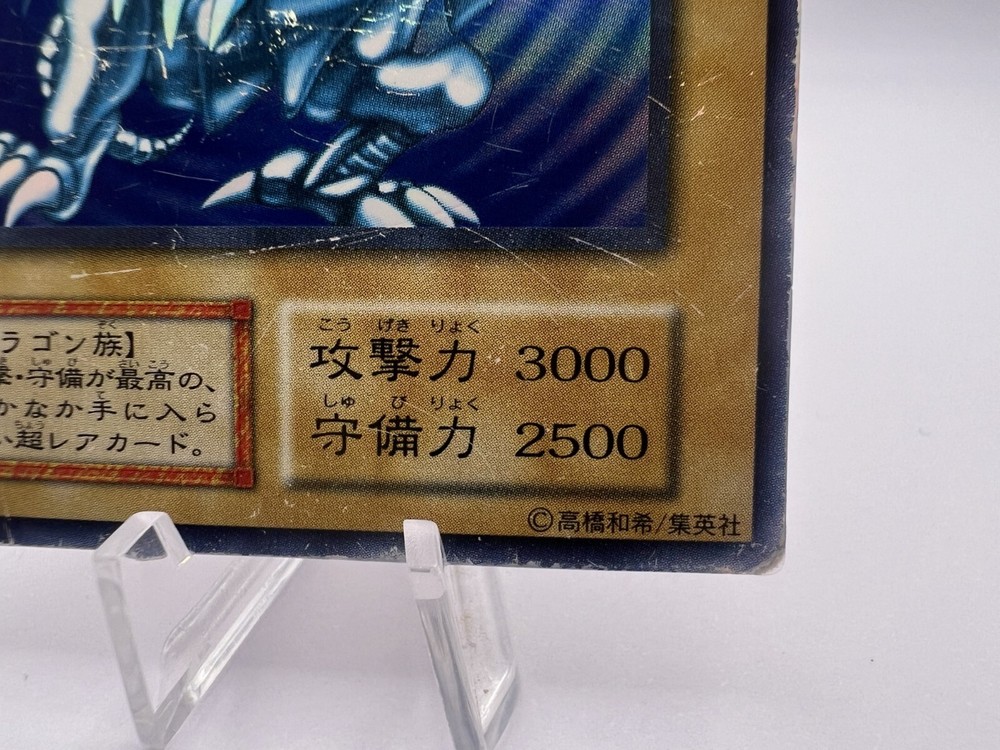 ラゴン族】
撃・守備が最高の、
かなか手に入ら
い超レアカード。
こう げき りょく
攻撃力 3000
しゅ び りょく
守備力 2500
©高橋和希/集英社